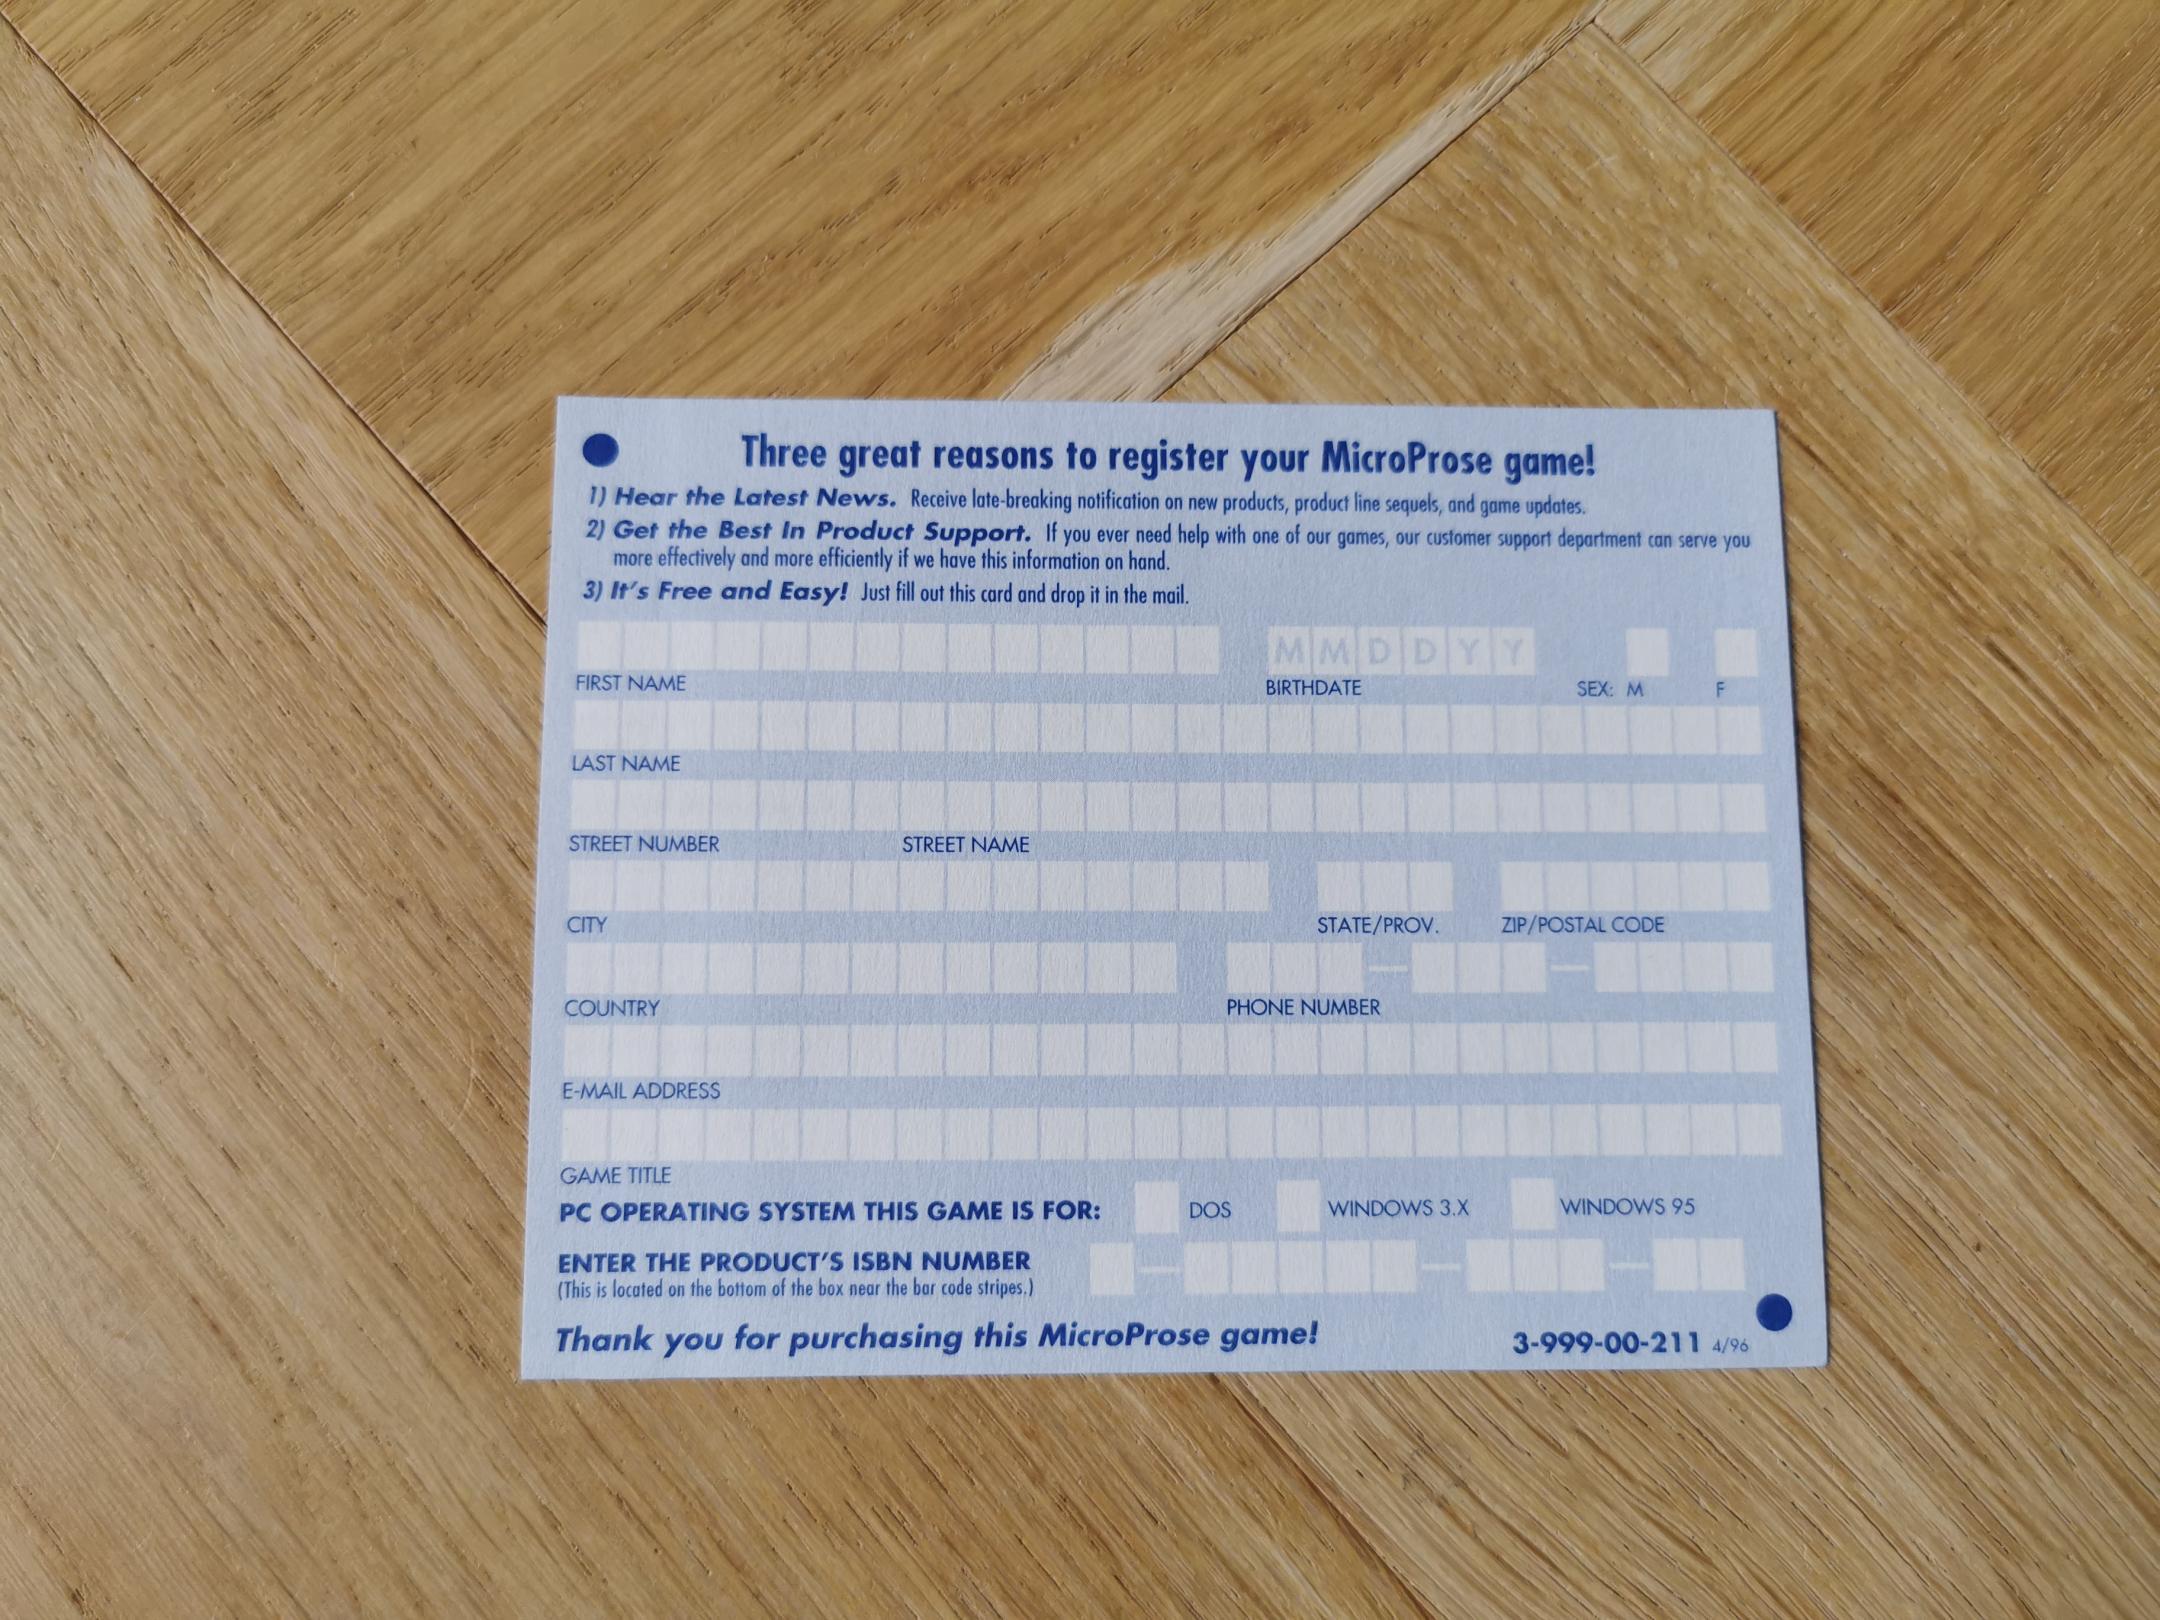 Three great reasons to register your MicroProse game!
1) Hear the Latest News. Receive late-breaking notification on new products, product line sequels, and game updates.
2) Get the Best In Product Support. If you ever need help with one of our games, our customer support department can serve you
more effectively and more efficiently if we have this information on hand.
3) It's Free and Easy! Just fill out this card and drop it in the mail.
M M D D Y Y
FIRST NAME BIRTHDATE SEX: M F
LAST NAME
STREET NUMBER STREET NAME
CITY STATE/PROV. ZIP/POSTAL CODE
COUNTRY PHONE NUMBER
E-MAIL ADDRESS
GAME TITLE
PC OPERATING SYSTEM THIS GAME IS FOR: DOS WINDOWS 3.X WINDOWS 95
ENTER THE PRODUCT'S ISBN NUMBER
(This is located on the bottom of the box near the bar code stripes.)
Thank you for purchasing this MicroProse game! 3-999-00-211 4/96